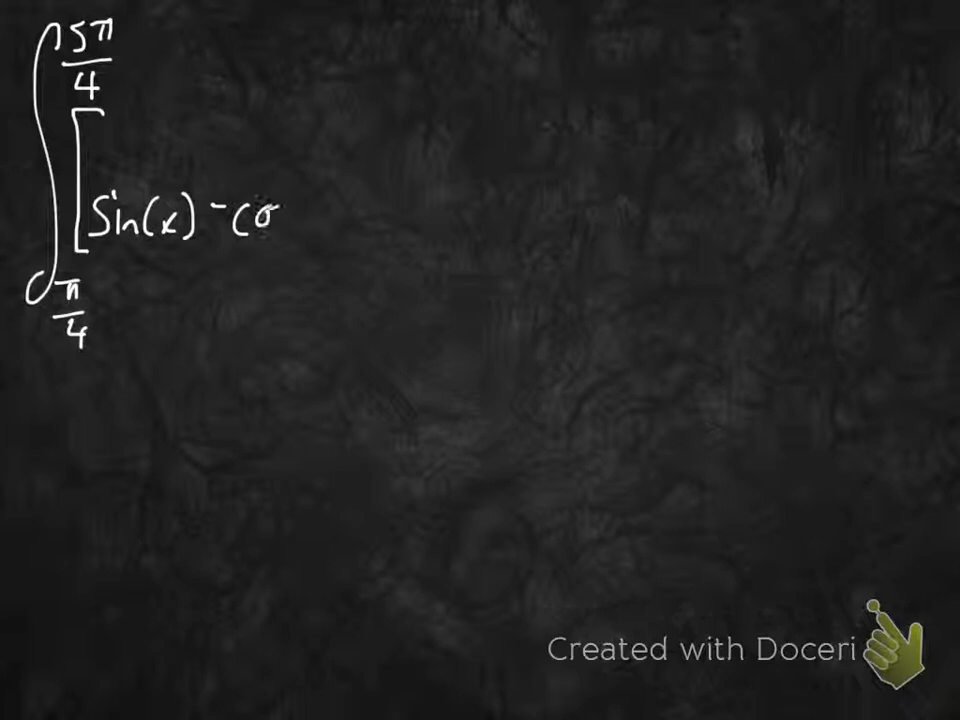 ∫ 5π/4
[sin(x) - co
π/4
Created with Doceri